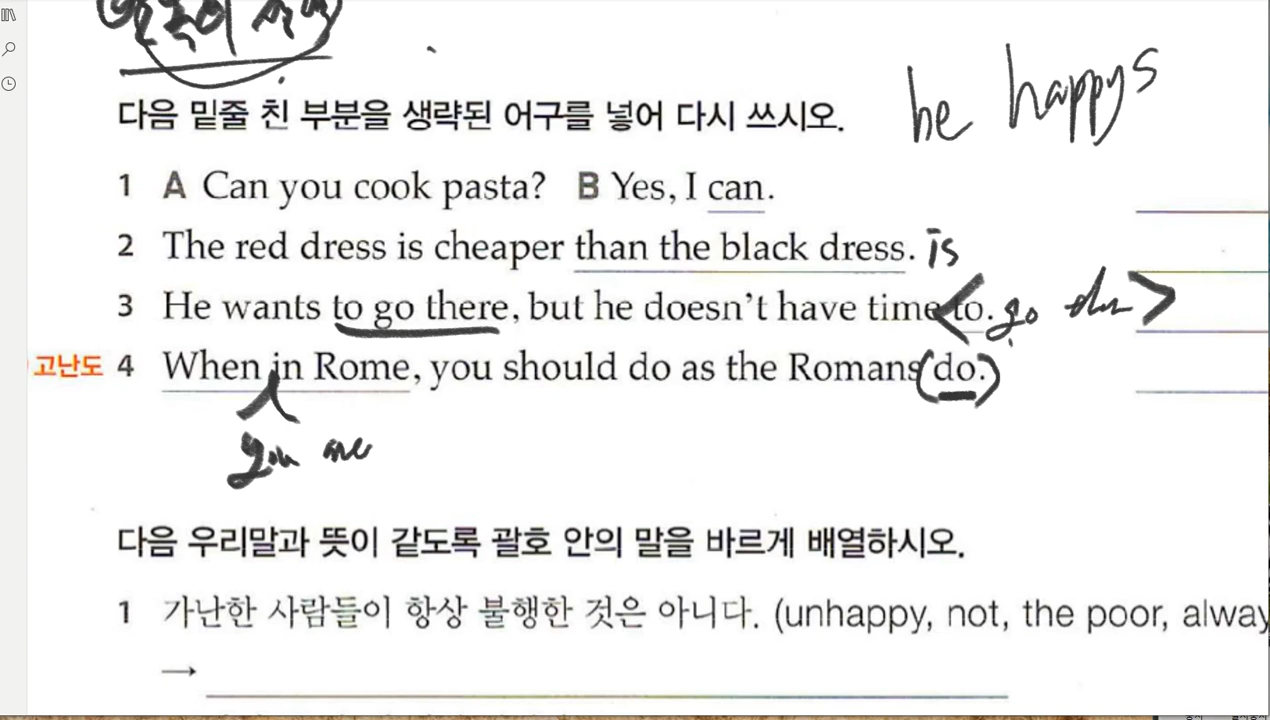 be happys
다음 밑줄 친 부분을 생략된 어구를 넣어 다시 쓰시오.
1 A Can you cook pasta? B Yes, I can.
2 The red dress is cheaper than the black dress. is
3 He wants to go there, but he doesn't have time to. go
고난도 4 When in Rome, you should do as the Romans (do.)
you
다음 우리말과 뜻이 같도록 괄호 안의 말을 바르게 배열하시오.
1 가난한 사람들이 항상 불행한 것은 아니다. (unhappy, not, the poor, alway
→